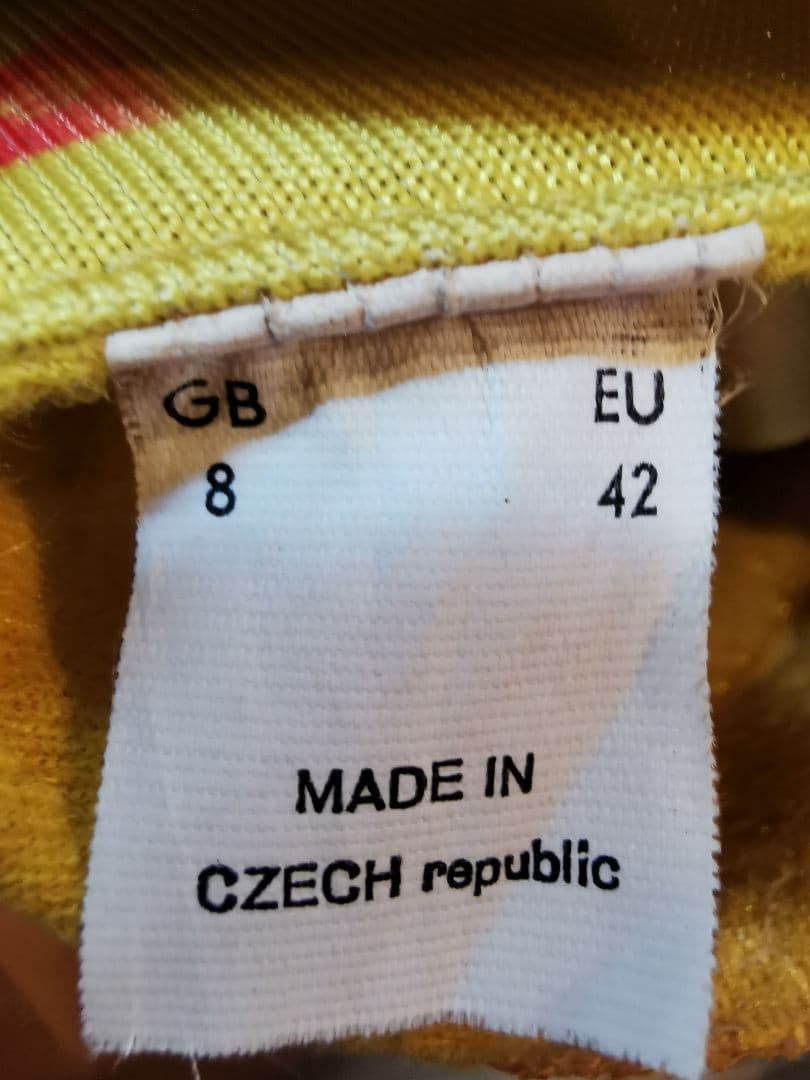 GB EU
8 42
MADE IN
CZECH republic